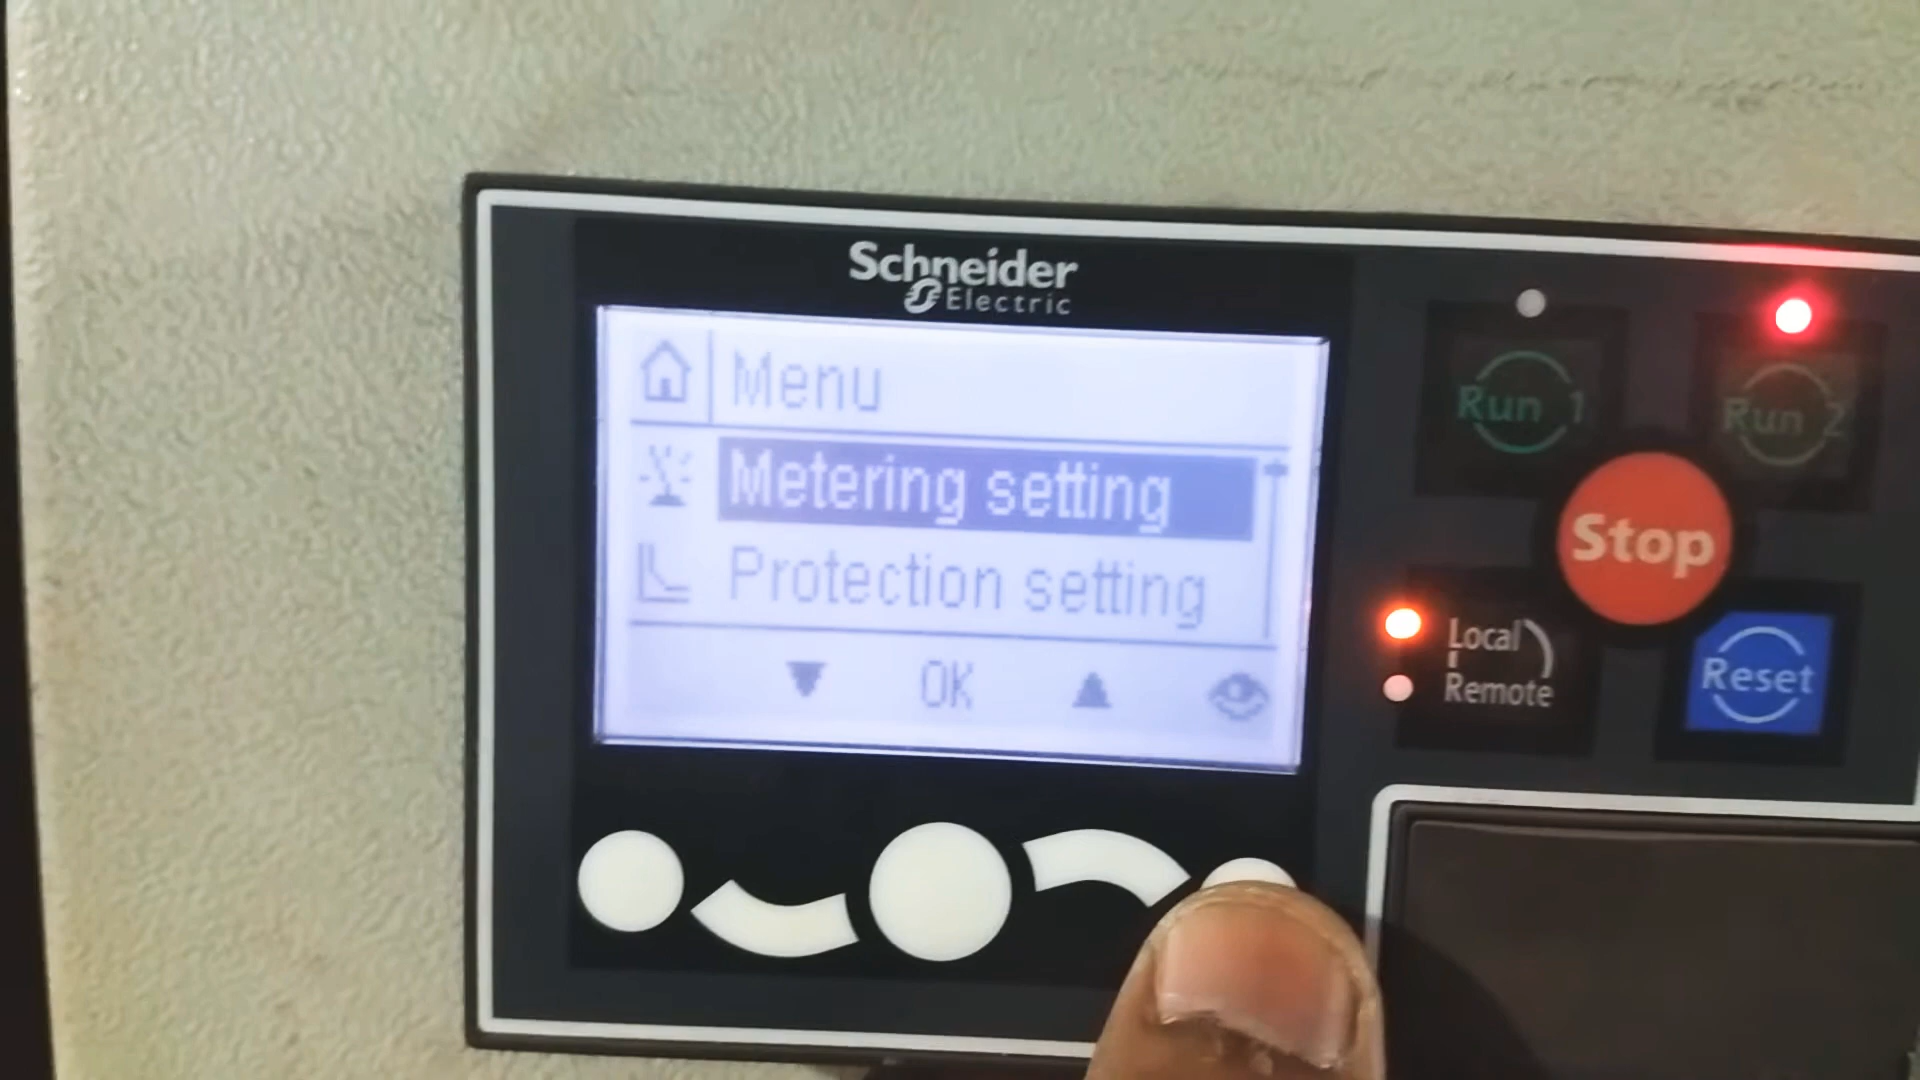 Schneider
Electric
Menu
Metering setting
Protection setting
OK
Run 1
Run 2
Stop
Local
Remote
Reset